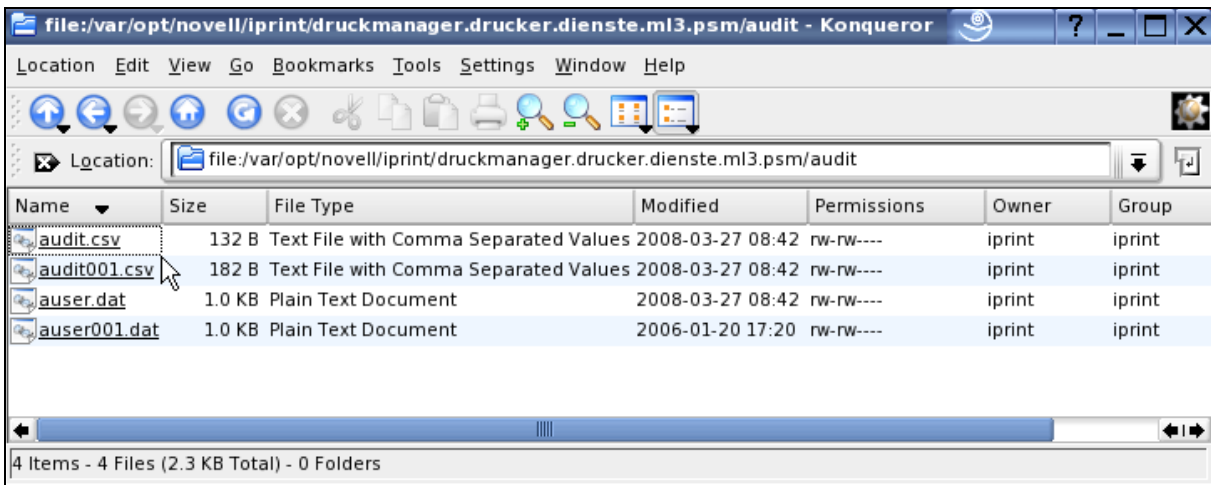 file:/var/opt/novell/iprint/druckmanager.drucker.dienste.ml3.psm/audit - Konqueror
Location Edit View Go Bookmarks Tools Settings Window Help
Location: file:/var/opt/novell/iprint/druckmanager.drucker.dienste.ml3.psm/audit
Name Size File Type Modified Permissions Owner Group
audit.csv 132 B Text File with Comma Separated Values 2008-03-27 08:42 rw-rw---- iprint iprint
audit001.csv 182 B Text File with Comma Separated Values 2008-03-27 08:42 rw-rw---- iprint iprint
auser.dat 1.0 KB Plain Text Document 2008-03-27 08:42 rw-rw---- iprint iprint
auser001.dat 1.0 KB Plain Text Document 2006-01-20 17:20 rw-rw---- iprint iprint
4 Items - 4 Files (2.3 KB Total) - 0 Folders